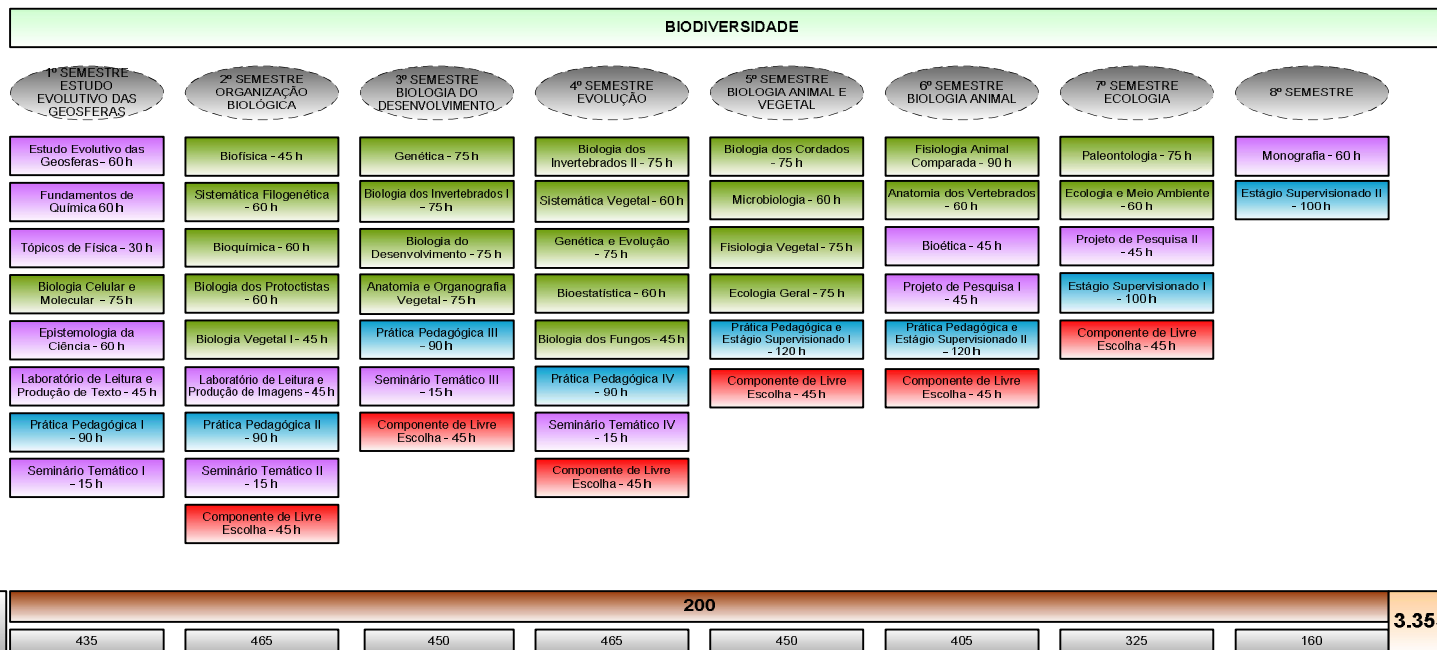 BIODIVERSIDADE
1º SEMESTRE
ESTUDO
EVOLUTIVO DAS
GEOSFERAS
2º SEMESTRE
ORGANIZAÇÃO
BIOLÓGICA
3º SEMESTRE
BIOLOGIA DO
DESENVOLVIMENTO
4º SEMESTRE
EVOLUÇÃO
5º SEMESTRE
BIOLOGIA ANIMAL E
VEGETAL
6º SEMESTRE
BIOLOGIA ANIMAL
7º SEMESTRE
ECOLOGIA
8º SEMESTRE
Estudo Evolutivo das
Geosferas - 60 h
Biofísica - 45 h
Genética - 75 h
Biologia dos
Invertebrados II - 75 h
Biologia dos Cordados
- 75 h
Fisiologia Animal
Comparada - 90 h
Paleontologia - 75 h
Monografia - 60 h
Fundamentos de
Química 60 h
Sistemática Filogenética
- 60 h
Biologia dos Invertebrados I
- 75 h
Sistemática Vegetal - 60 h
Microbiologia - 60 h
Anatomia dos Vertebrados
- 60 h
Ecologia e Meio Ambiente
- 60 h
Estágio Supervisionado II
- 100 h
Tópicos de Física - 30 h
Bioquímica - 60 h
Biologia do
Desenvolvimento - 75 h
Genética e Evolução
- 75 h
Fisiologia Vegetal - 75 h
Bioética - 45 h
Projeto de Pesquisa II
- 45 h
Biologia Celular e
Molecular - 75 h
Biologia dos Protoctistas
- 60 h
Anatomia e Organografia
Vegetal - 75 h
Bioestatística - 60 h
Ecologia Geral - 75 h
Projeto de Pesquisa I
- 45 h
Estágio Supervisionado I
- 100 h
Epistemologia da
Ciência - 60 h
Biologia Vegetal I - 45 h
Prática Pedagógica III
- 90 h
Biologia dos Fungos - 45 h
Prática Pedagógica e
Estágio Supervisionado I
- 120 h
Prática Pedagógica e
Estágio Supervisionado II
- 120 h
Componente de Livre
Escolha - 45 h
Laboratório de Leitura e
Produção de Texto - 45 h
Laboratório de Leitura e
Produção de Imagens - 45 h
Seminário Temático III
- 15 h
Prática Pedagógica IV
- 90 h
Componente de Livre
Escolha - 45 h
Componente de Livre
Escolha - 45 h
Prática Pedagógica I
- 90 h
Prática Pedagógica II
- 90 h
Componente de Livre
Escolha - 45 h
Seminário Temático IV
- 15 h
Seminário Temático I
- 15 h
Seminário Temático II
- 15 h
Componente de Livre
Escolha - 45 h
Componente de Livre
Escolha - 45 h
200
435
465
450
465
450
405
325
160